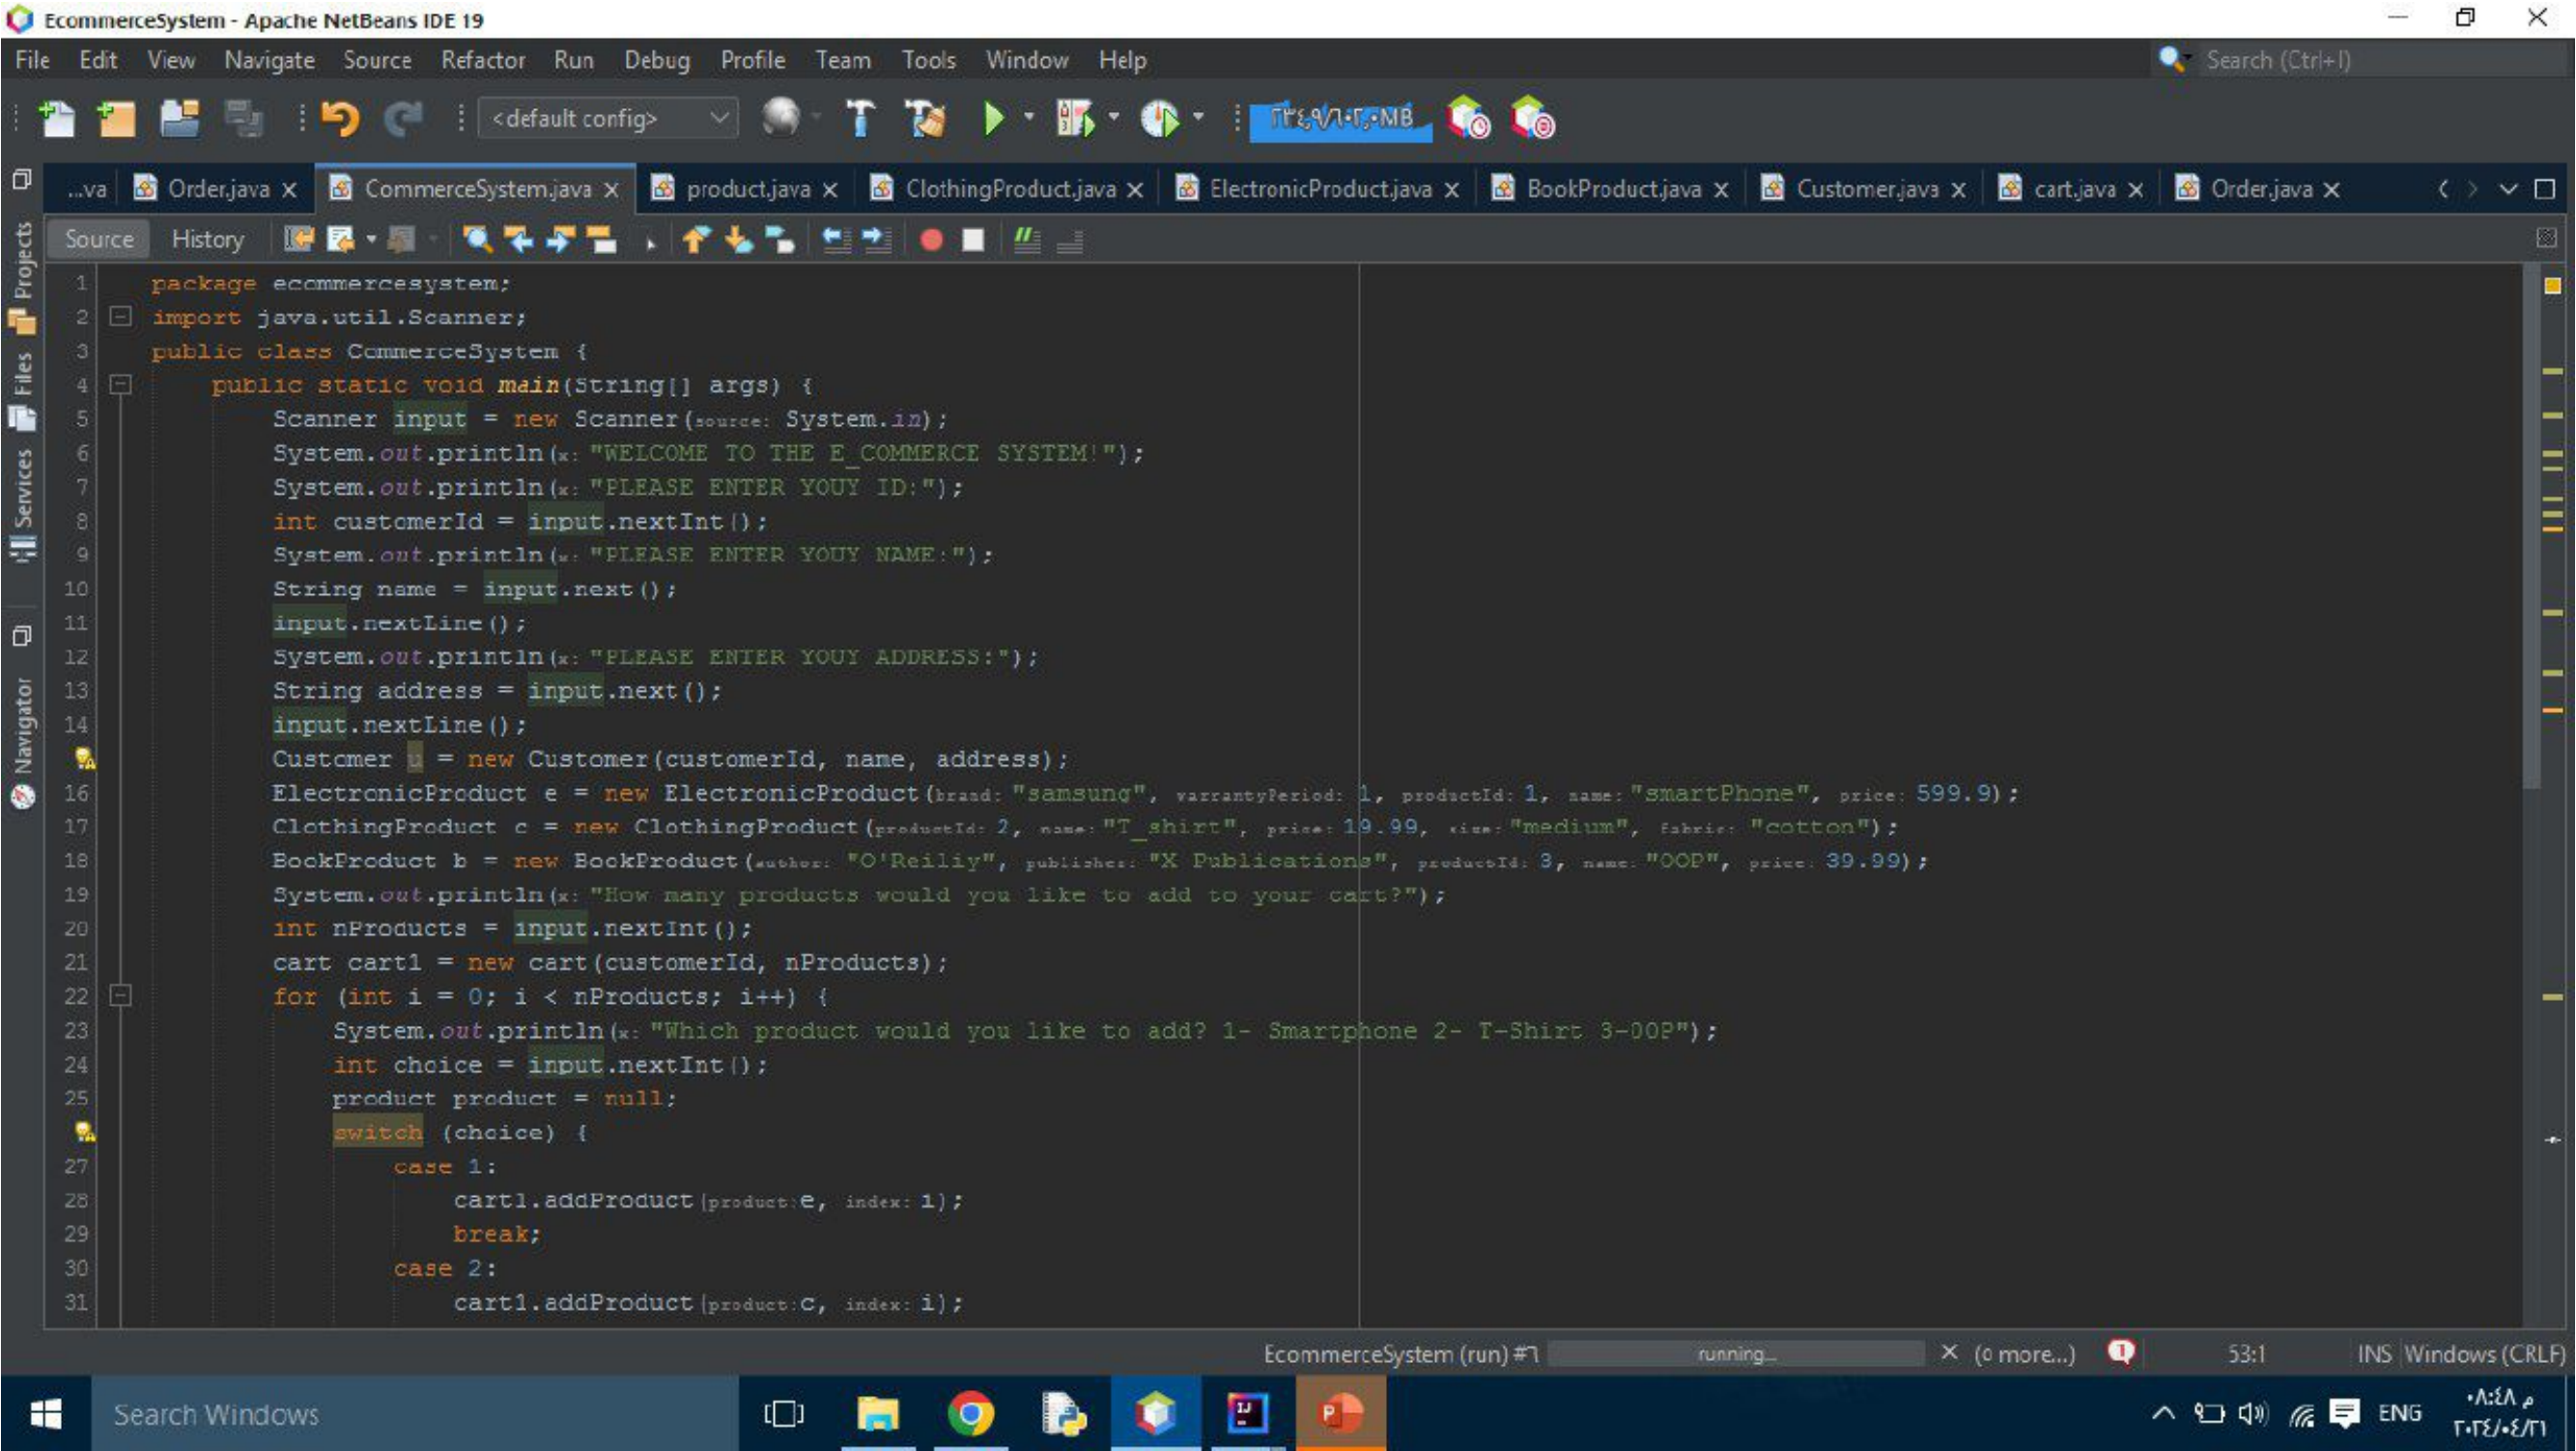 EcommerceSystem - Apache NetBeans IDE 19
File Edit View Navigate Source Refactor Run Debug Profile Team Tools Window Help Search (Ctrl+I)
<default config> ٢٣٤,٩/٦٠٢,٠MB
...va Order.java CommerceSystem.java product.java ClothingProduct.java ElectronicProduct.java BookProduct.java Customer.java cart.java Order.java
Source History
Projects
Files
Services
Navigator
1 package ecommercesystem;
2 import java.util.Scanner;
3 public class CommerceSystem {
4 public static void main(String[] args) {
5 Scanner input = new Scanner(source: System.in);
6 System.out.println(x: "WELCOME TO THE E_COMMERCE SYSTEM!");
7 System.out.println(x: "PLEASE ENTER YOUY ID:");
8 int customerId = input.nextInt();
9 System.out.println(x: "PLEASE ENTER YOUY NAME:");
10 String name = input.next();
11 input.nextLine();
12 System.out.println(x: "PLEASE ENTER YOUY ADDRESS:");
13 String address = input.next();
14 input.nextLine();
Customer u = new Customer(customerId, name, address);
16 ElectronicProduct e = new ElectronicProduct(brand: "samsung", warrantyPeriod: 1, productId: 1, name: "smartPhone", price: 599.9);
17 ClothingProduct c = new ClothingProduct(productId: 2, name: "T_shirt", price: 19.99, size: "medium", fabric: "cotton");
18 BookProduct b = new BookProduct(author: "O'Reiliy", publisher: "X Publications", productId: 3, name: "OOP", price: 39.99);
19 System.out.println(x: "How many products would you like to add to your cart?");
20 int nProducts = input.nextInt();
21 cart cart1 = new cart(customerId, nProducts);
22 for (int i = 0; i < nProducts; i++) {
23 System.out.println(x: "Which product would you like to add? 1- Smartphone 2- T-Shirt 3-OOP");
24 int choice = input.nextInt();
25 product product = null;
switch (choice) {
27 case 1:
28 cart1.addProduct(product: e, index: i);
29 break;
30 case 2:
31 cart1.addProduct(product: c, index: i);
EcommerceSystem (run) #٦ running... (0 more...) 1 53:1 INS Windows (CRLF)
Search Windows ENG ٠٨:٤٨ م
٢٠٢٤/٠٤/٢١